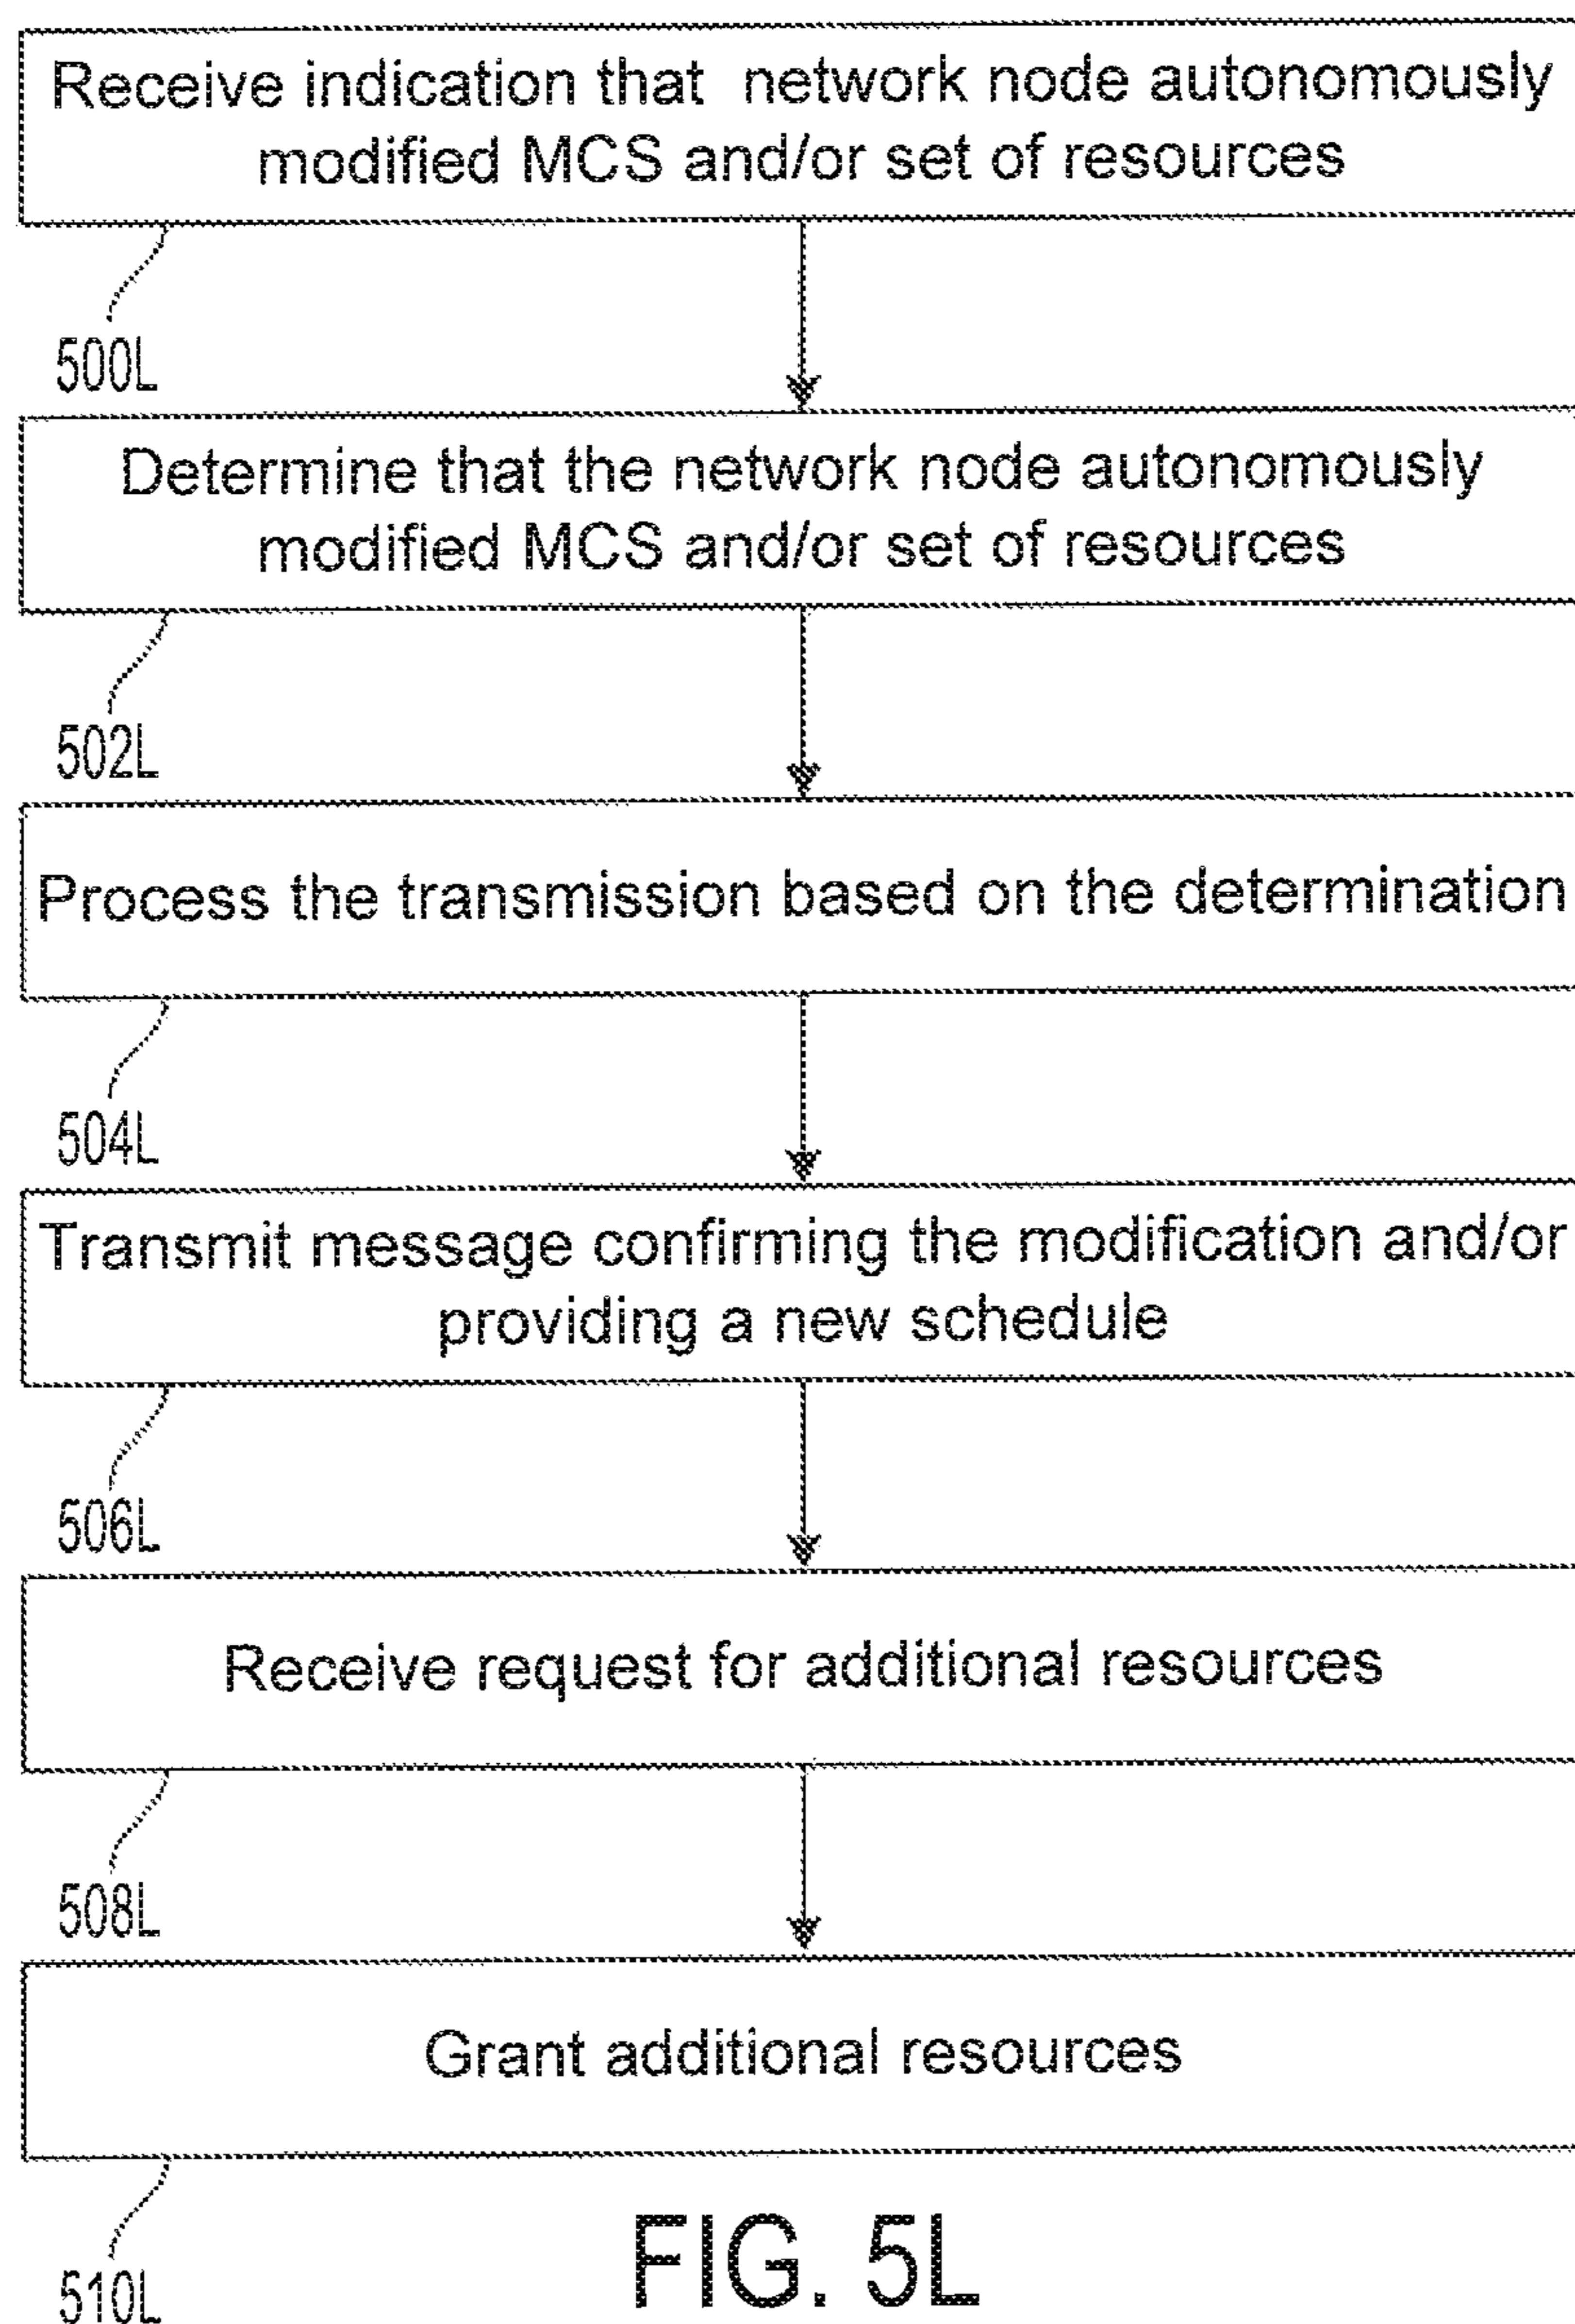 Receive indication that network node autonomously
modified MCS and/or set of resources
500L
Determine that the network node autonomously
modified MCS and/or set of resources
502L
Process the transmission based on the determination
504L
Transmit message confirming the modification and/or
providing a new schedule
506L
Receive request for additional resources
508L
Grant additional resources
510L
FIG. 5L